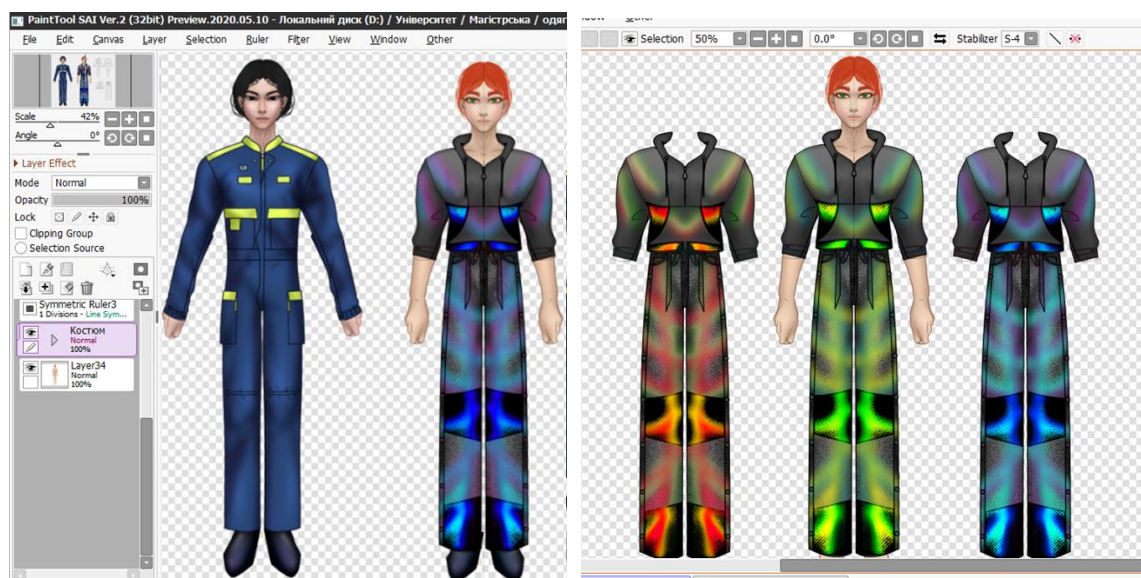 PaintTool SAI Ver.2 (32bit) Preview.2020.05.10 - Локальний диск (D:) / Університет / Магістрська / одяг
File Edit Canvas Layer Selection Ruler Filter View Window Other
Scale 42%
Angle 0°
Layer Effect
Mode Normal
Opacity 100%
Lock
Clipping Group
Selection Source
Symmetric Ruler3
1 Divisions - Line Sym...
Костюм
Normal
100%
Layer34
Normal
100%
Other
Selection 50% 0.0° Stabilizer S-4